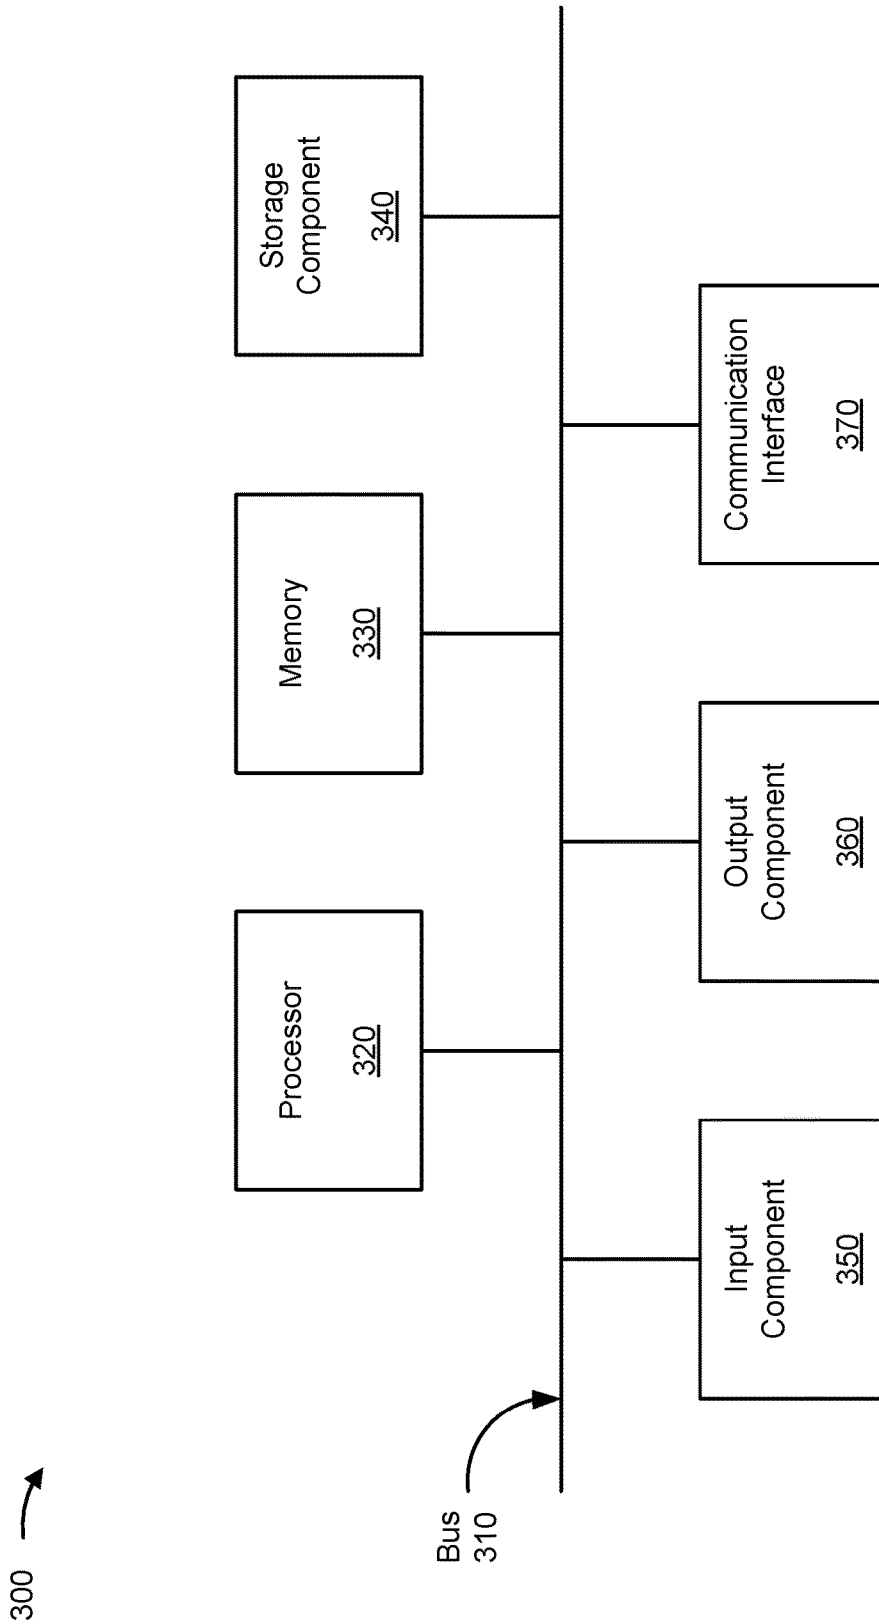 300
Bus
310
Processor
320
Memory
330
Storage
Component
340
Input
Component
350
Output
Component
360
Communication
Interface
370